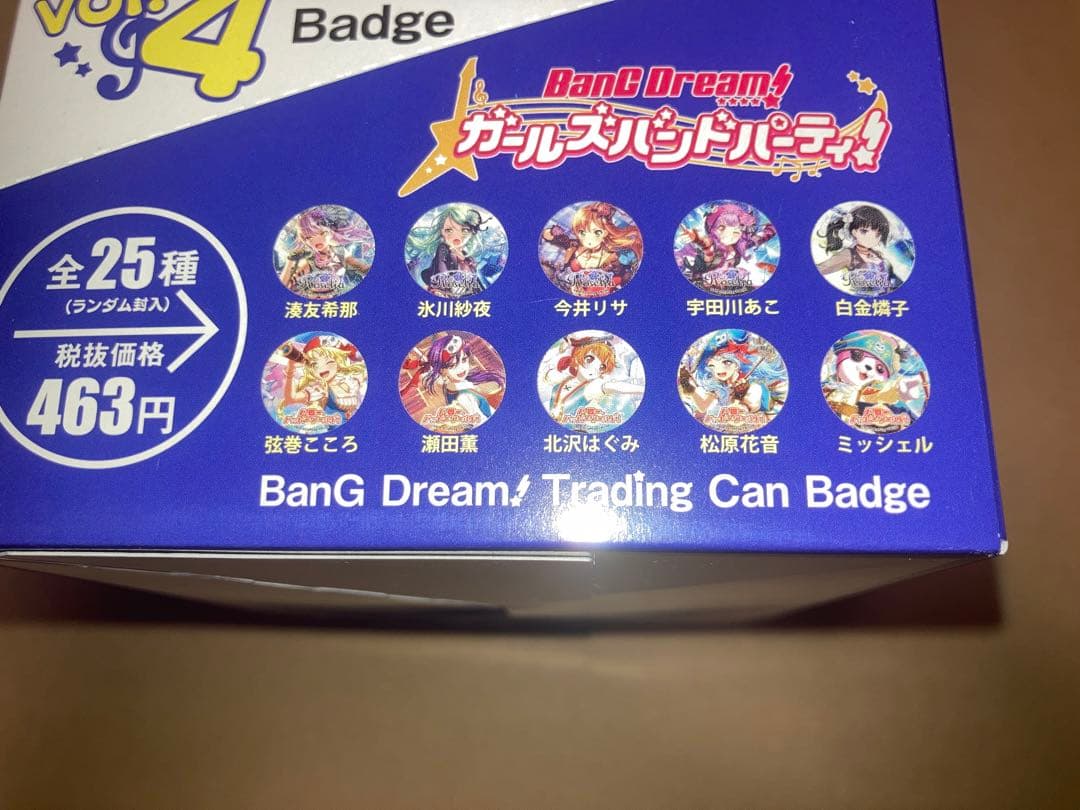 Vol.4 Badge
BanG Dream!
ガールズバンドパーティ!
全25種
(ランダム封入)
税抜価格
463円
湊友希那 氷川紗夜 今井リサ 宇田川あこ 白金燐子
弦巻こころ 瀬田薫 北沢はぐみ 松原花音 ミッシェル
BanG Dream! Trading Can Badge